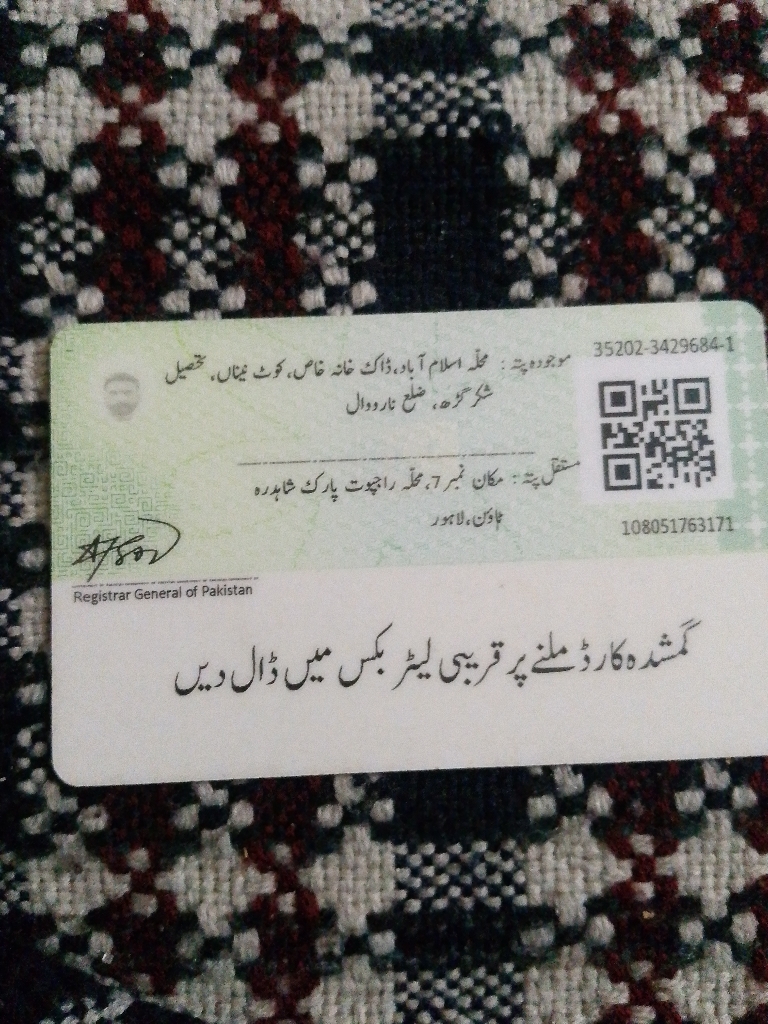 35202-3429684-1
موجودہ پتہ: محلہ اسلام آباد، ڈاک خانہ خاص، کوٹ نیناں، تحصیل
شکر گڑھ، ضلع نارووال
مستقل پتہ: مکان نمبر 7، محلہ راجپوت پارک شاہدرہ
ٹاؤن، لاہور
108051763171
Registrar General of Pakistan
گمشدہ کارڈ ملنے پر قریبی لیٹر بکس میں ڈال دیں